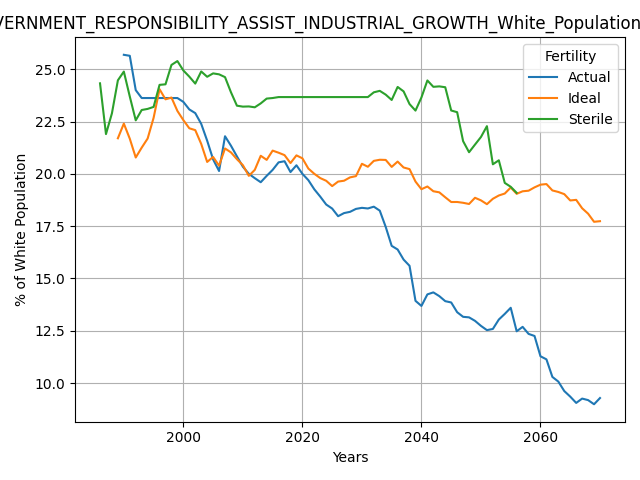 VERNMENT_RESPONSIBILITY_ASSIST_INDUSTRIAL_GROWTH_White_Population
Fertility
Actual
Ideal
Sterile
25.0
22.5
20.0
17.5
15.0
12.5
10.0
% of White Population
2000 2020 2040 2060
Years